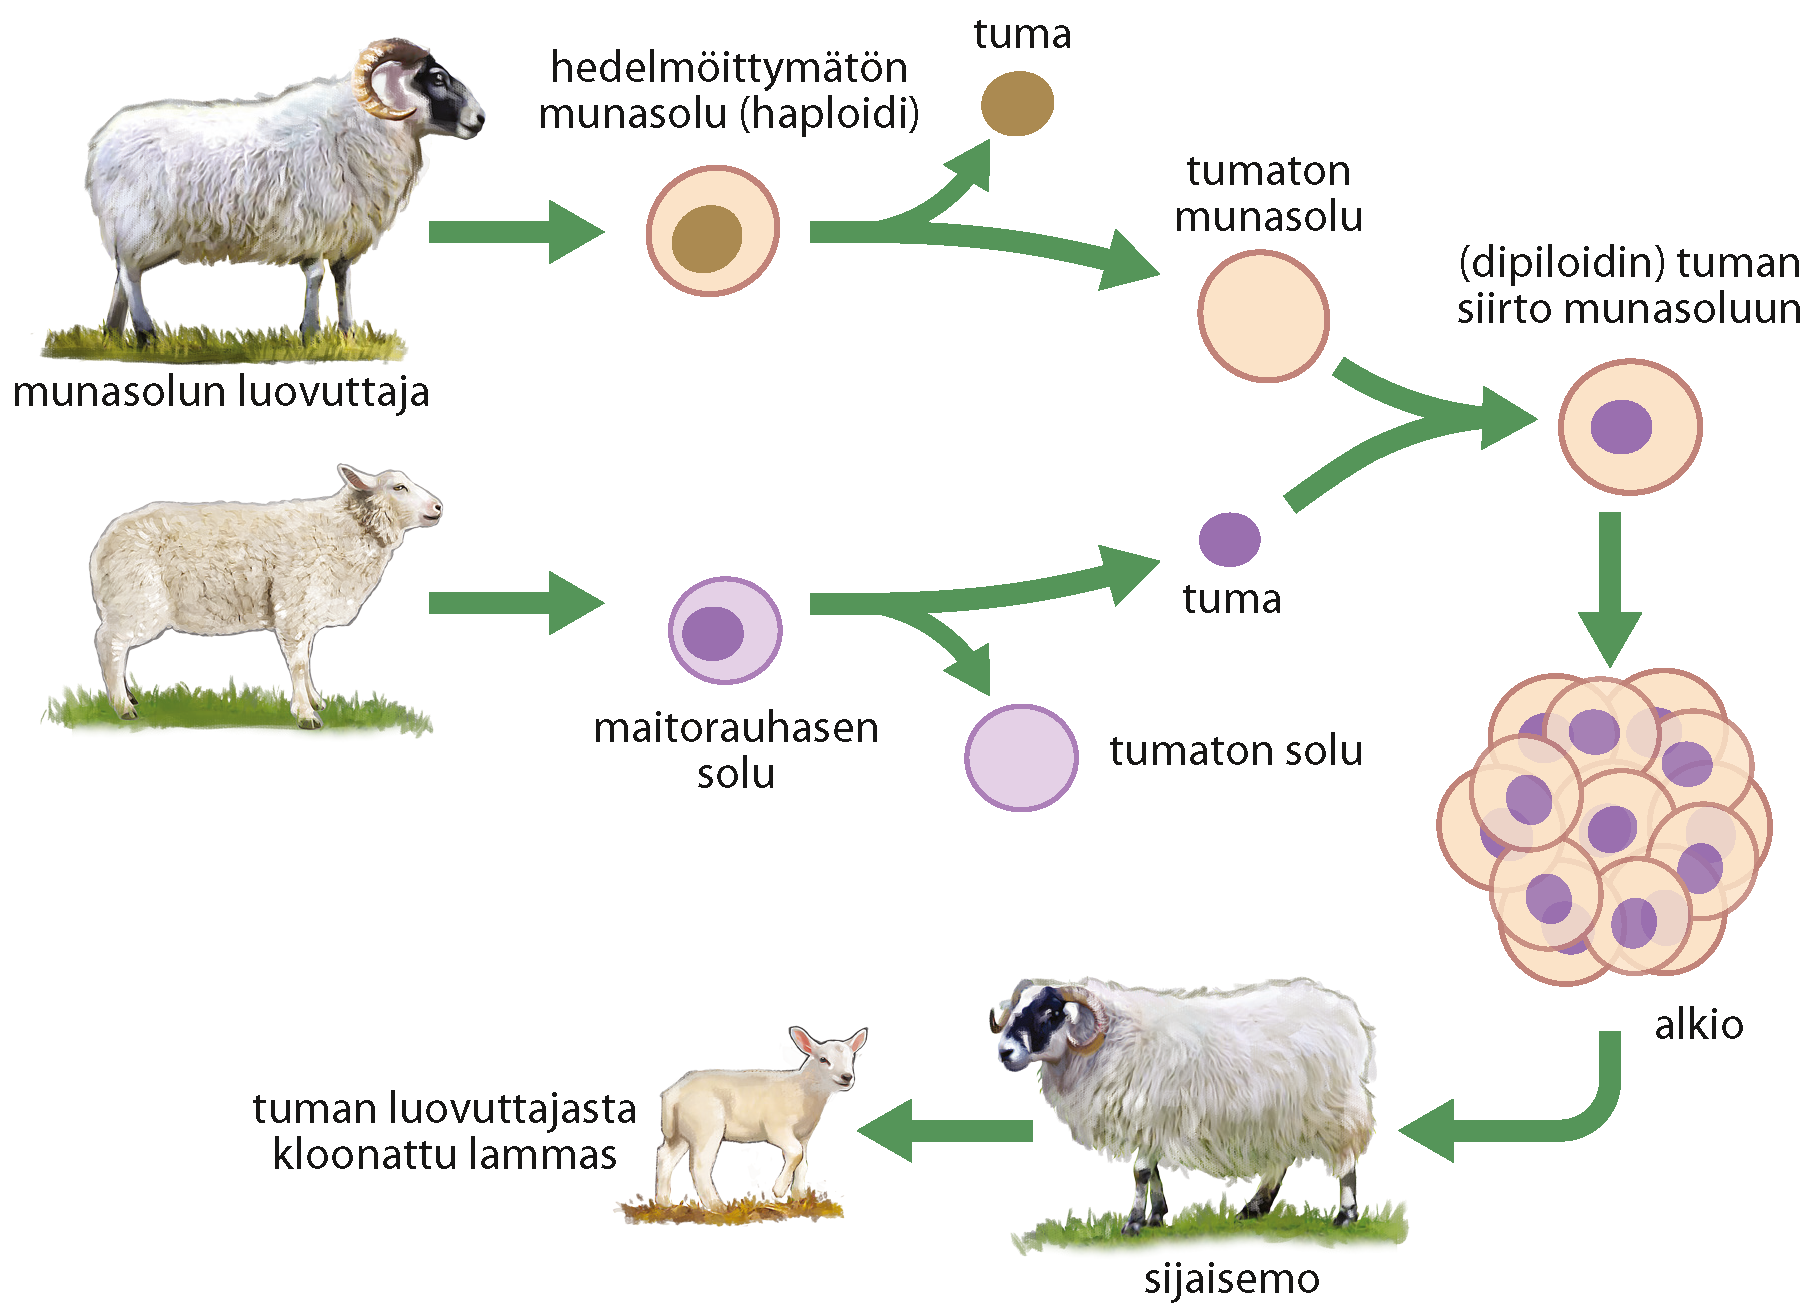 tuma
hedelmöittymätön
munasolu (haploidi)
tumaton
munasolu
(dipiloidin) tuman
siirto munasoluun
munasolun luovuttaja
tuma
maitorauhasen
solu
tumaton solu
alkio
tuman luovuttajasta
kloonattu lammas
sijaisemo